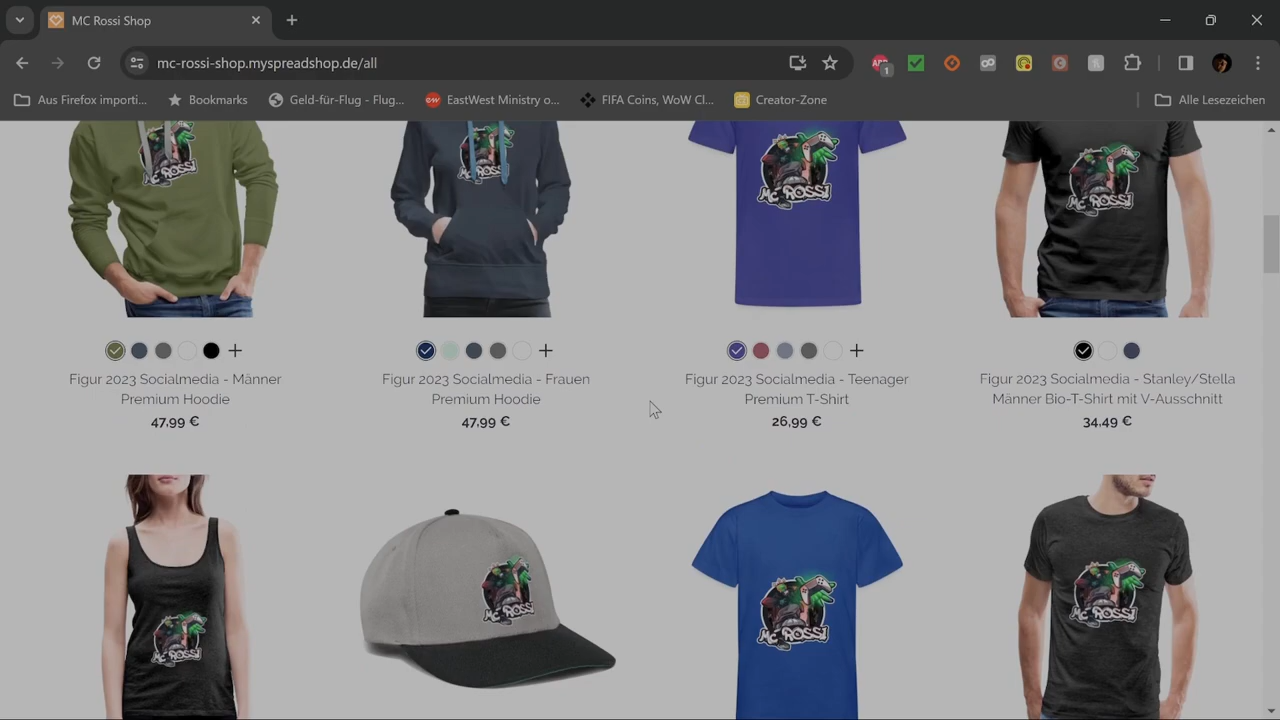 MC Rossi Shop
mc-rossi-shop.myspreadshop.de/all
1
Aus Firefox importi...
Bookmarks
Geld-für-Flug - Flug...
EastWest Ministry o...
FIFA Coins, WoW Cl...
Creator-Zone
Alle Lesezeichen
MC ROSSI
MC ROSSI
MC ROSSI
MC ROSSI
Figur 2023 Socialmedia - Männer
Premium Hoodie
47,99 €
Figur 2023 Socialmedia - Frauen
Premium Hoodie
47,99 €
Figur 2023 Socialmedia - Teenager
Premium T-Shirt
26,99 €
Figur 2023 Socialmedia - Stanley/Stella
Männer Bio-T-Shirt mit V-Ausschnitt
34,49 €
MC ROSSI
MC ROSSI
MC ROSSI
MC ROSSI